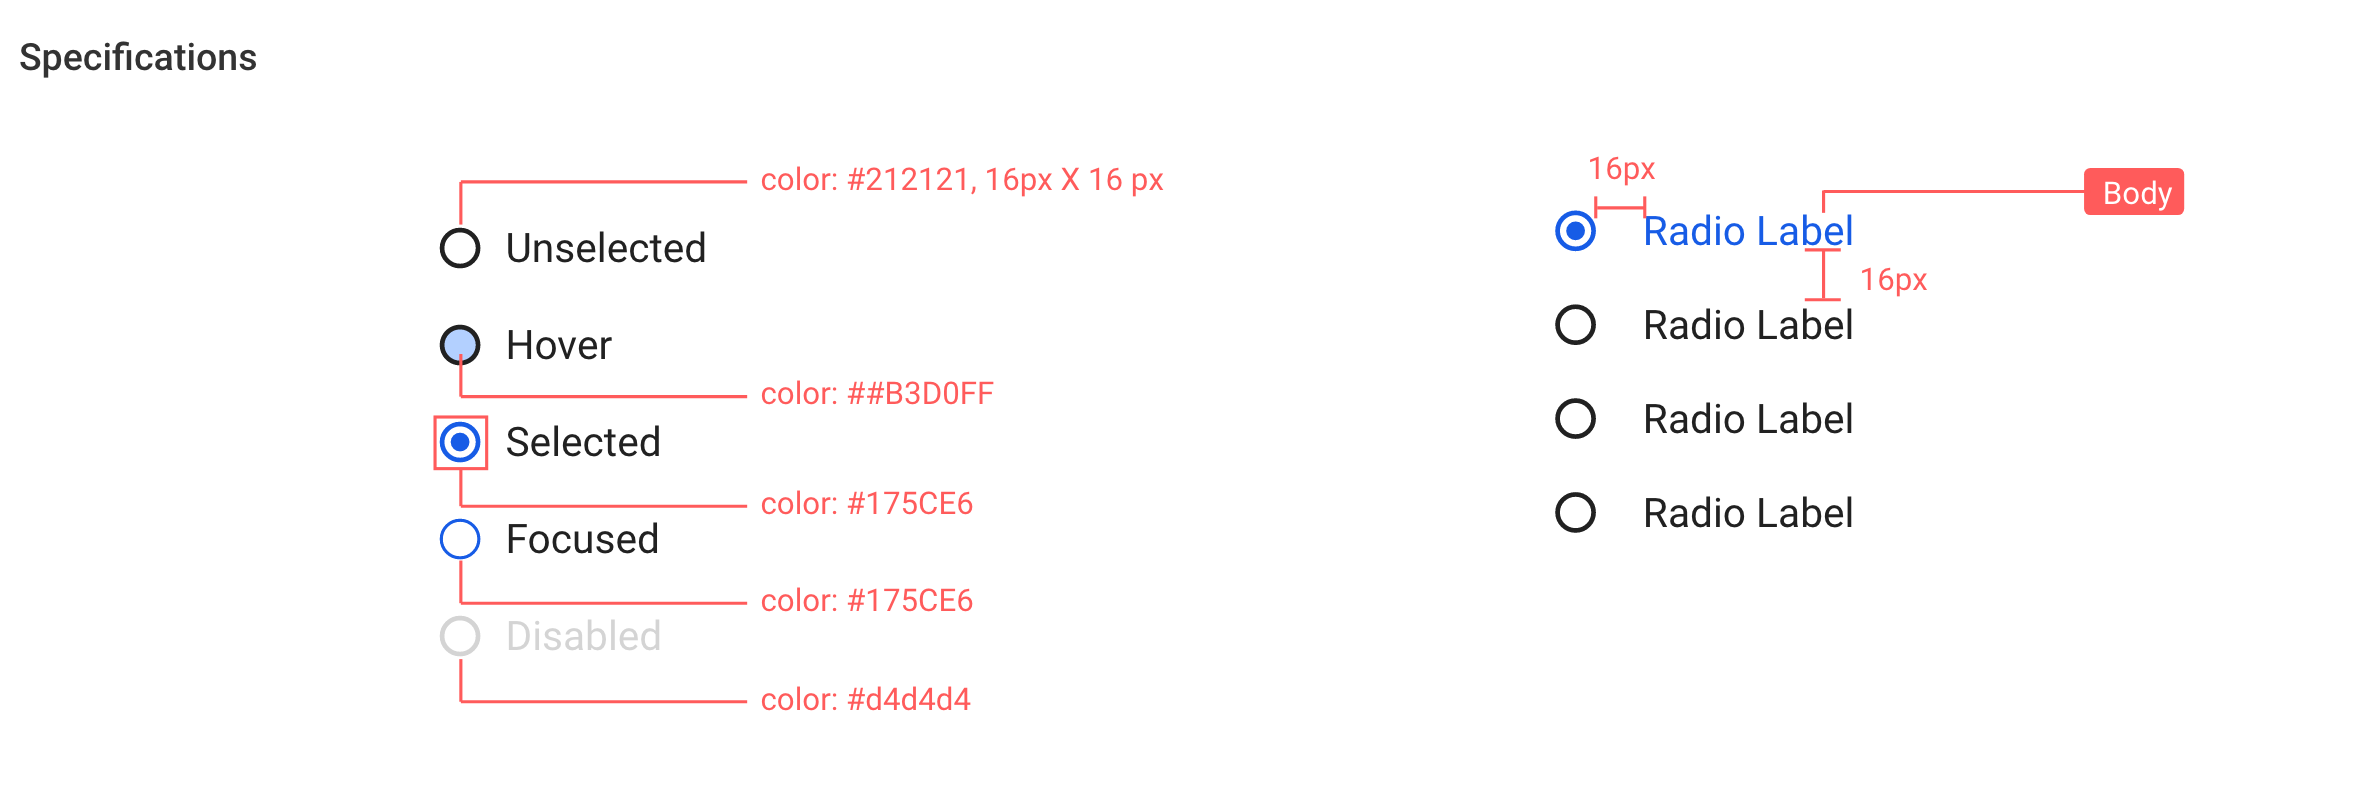 Specifications
color: #212121, 16px X 16 px
Unselected
Hover
color: ##B3D0FF
Selected
color: #175CE6
Focused
color: #175CE6
Disabled
color: #d4d4d4
16px
Body
Radio Label
16px
Radio Label
Radio Label
Radio Label